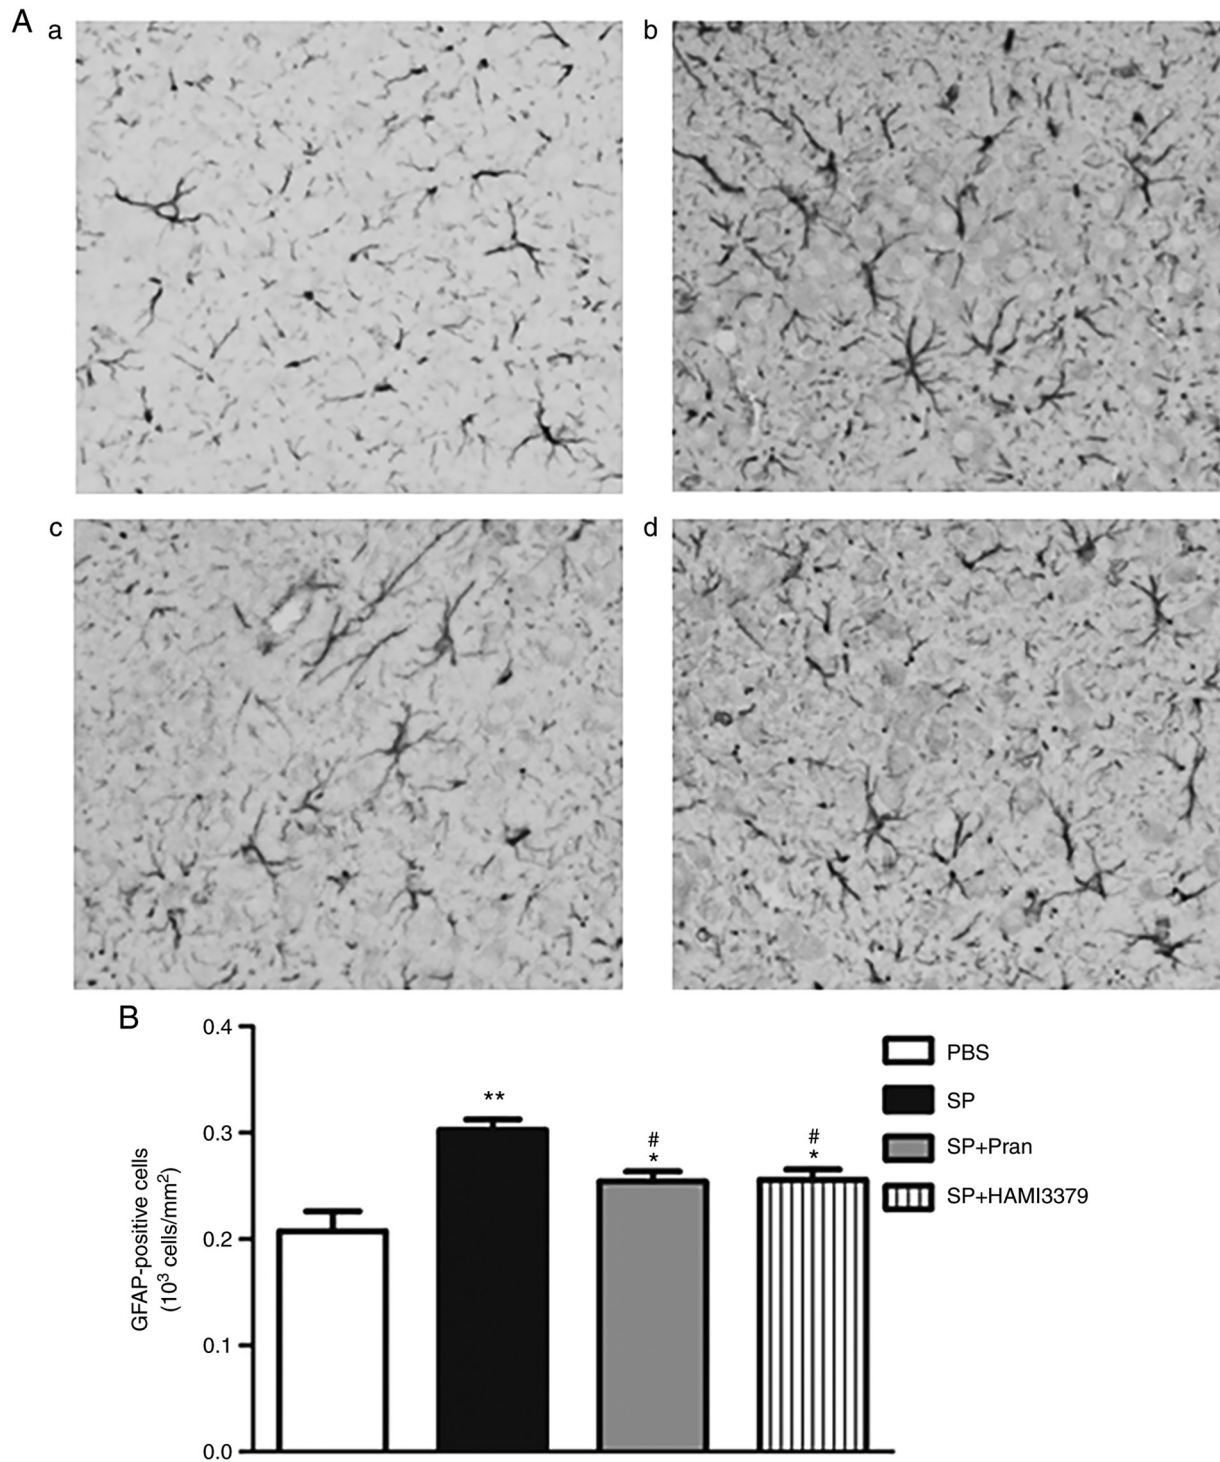 A
a
b
c
d
B
GFAP-positive cells
(10³ cells/mm²)
0.4
0.3
0.2
0.1
0.0
**
#
*
#
*
PBS
SP
SP+Pran
SP+HAMI3379